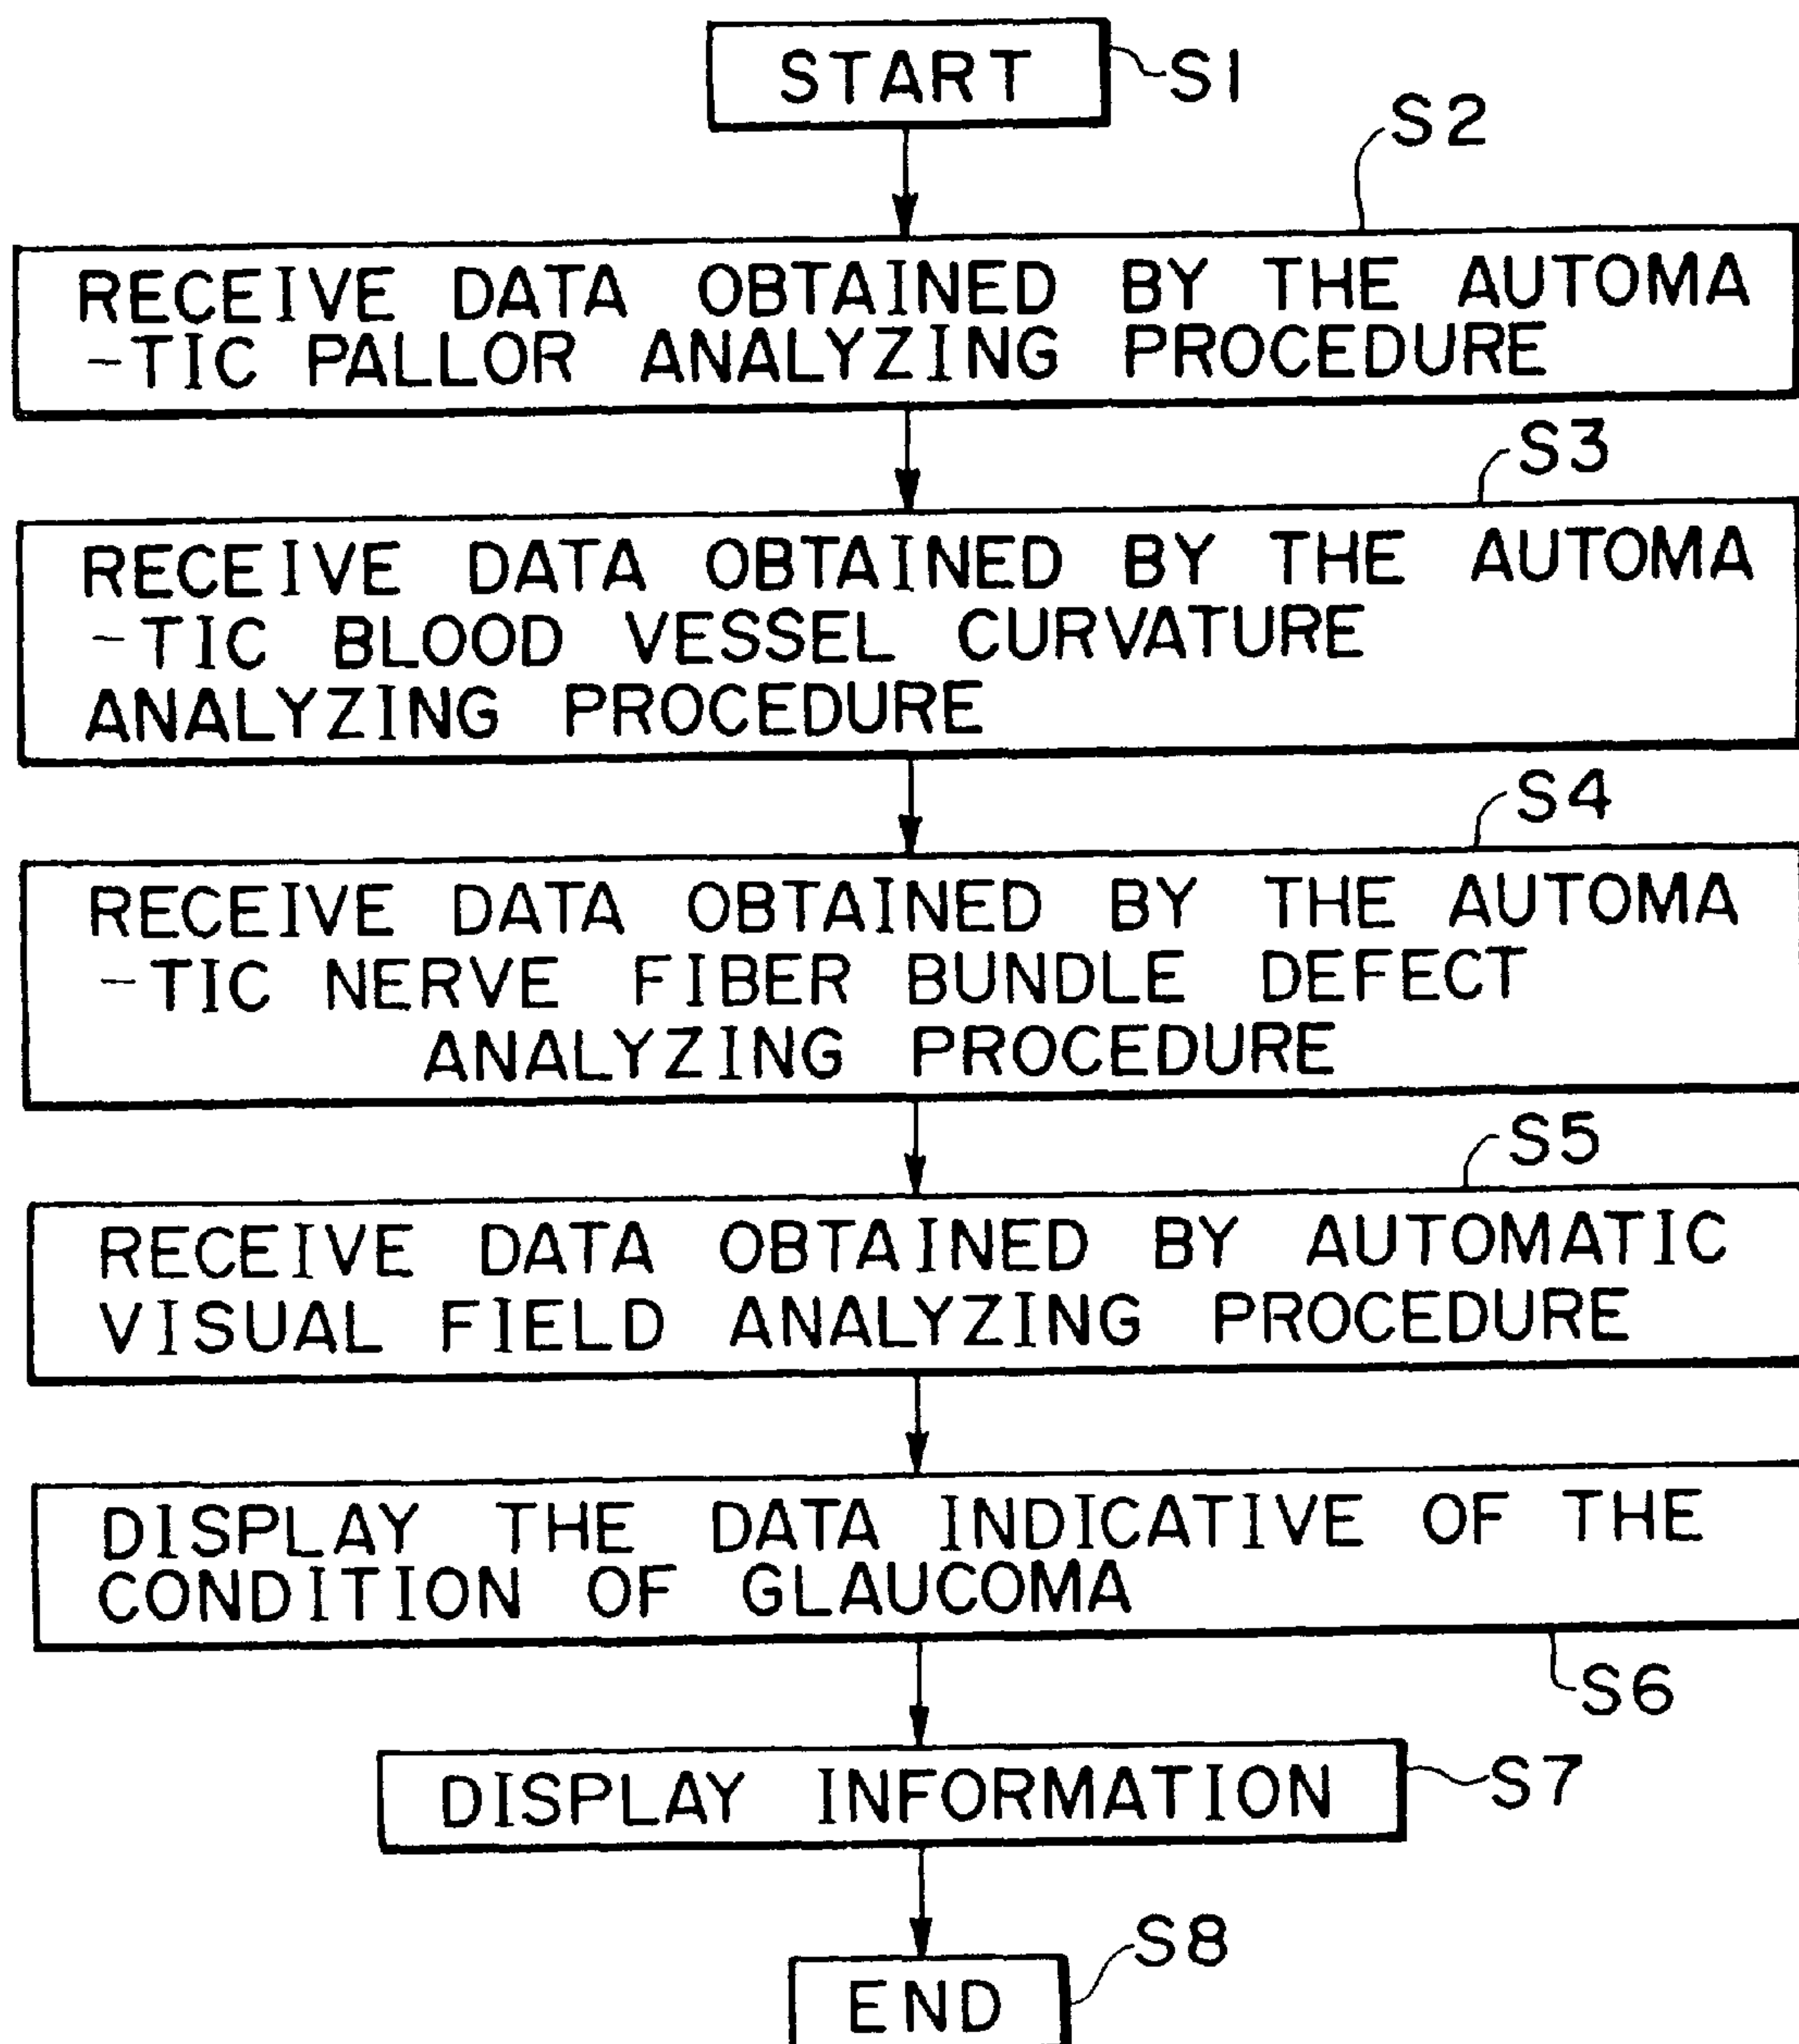 START
S1
S2
RECEIVE DATA OBTAINED BY THE AUTOMA
-TIC PALLOR ANALYZING PROCEDURE
S3
RECEIVE DATA OBTAINED BY THE AUTOMA
-TIC BLOOD VESSEL CURVATURE
ANALYZING PROCEDURE
S4
RECEIVE DATA OBTAINED BY THE AUTOMA
-TIC NERVE FIBER BUNDLE DEFECT
ANALYZING PROCEDURE
S5
RECEIVE DATA OBTAINED BY AUTOMATIC
VISUAL FIELD ANALYZING PROCEDURE
DISPLAY THE DATA INDICATIVE OF THE
CONDITION OF GLAUCOMA
S6
DISPLAY INFORMATION
S7
S8
END